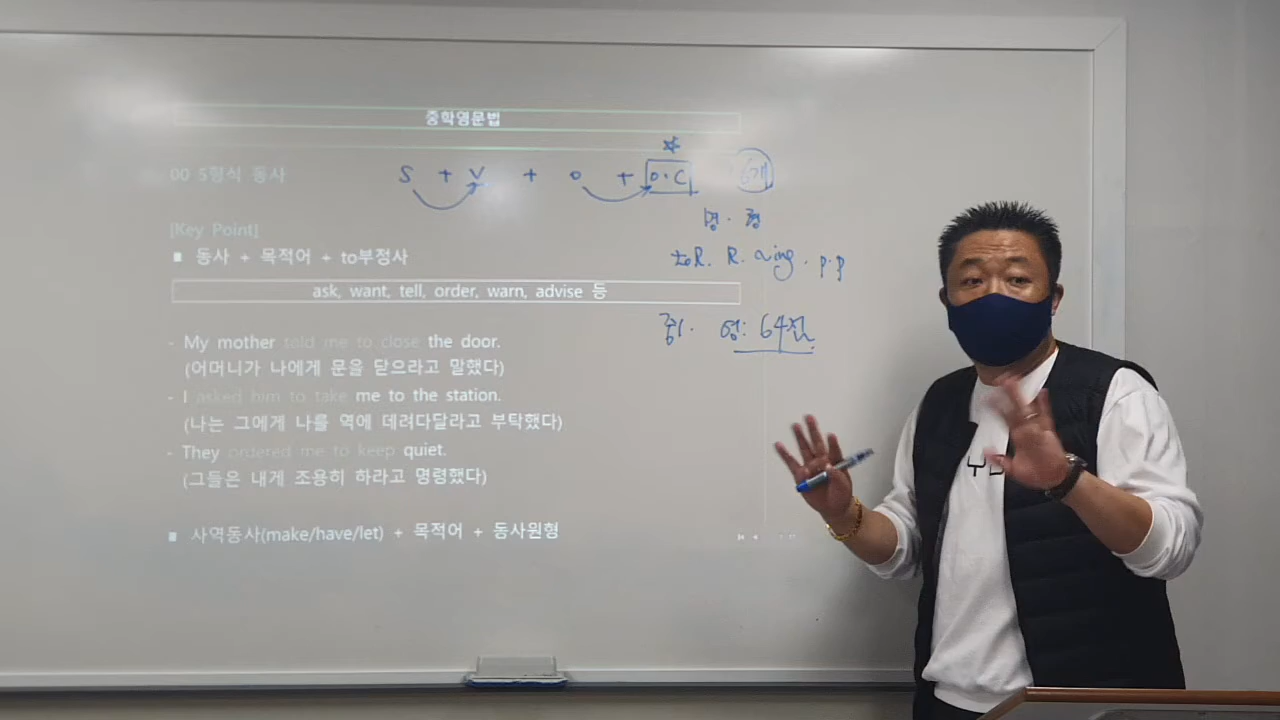 중학영문법
00 5형식 동사
S + V + O + O·C 6개
명·형
[Key Point]
■ 동사 + 목적어 + to부정사
to R. R. ~ing. p.p
ask, want, tell, order, warn, advise 등
중1. 영: 64점
- My mother told me to close the door.
(어머니가 나에게 문을 닫으라고 말했다)
- I asked him to take me to the station.
(나는 그에게 나를 역에 데려다달라고 부탁했다)
- They ordered me to keep quiet.
(그들은 내게 조용히 하라고 명령했다)
■ 사역동사(make/have/let) + 목적어 + 동사원형